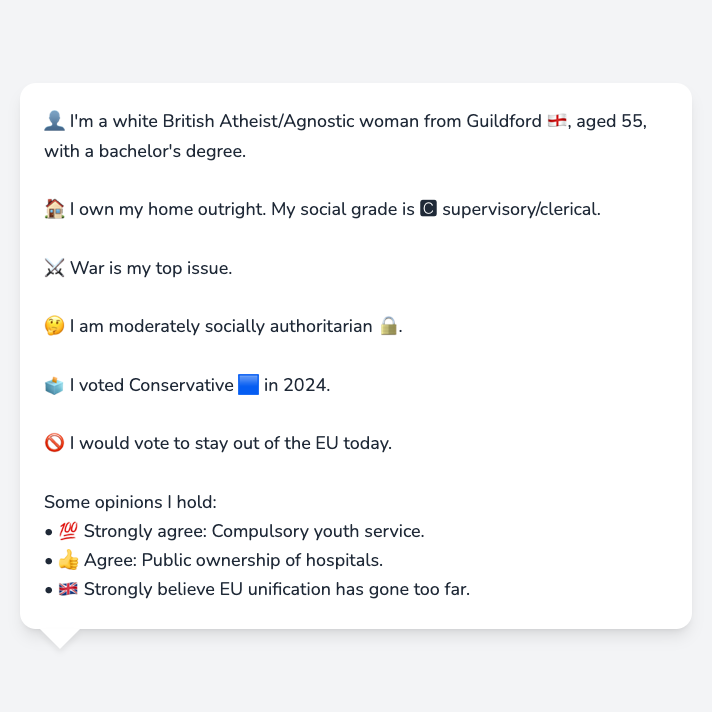 👤 I'm a white British Atheist/Agnostic woman from Guildford 🏴󠁧󠁢󠁥󠁮󠁧󠁿, aged 55,
with a bachelor's degree.
🏠 I own my home outright. My social grade is 🅲 supervisory/clerical.
⚔️ War is my top issue.
🤔 I am moderately socially authoritarian 🔒.
🗳️ I voted Conservative 🟦 in 2024.
🚫 I would vote to stay out of the EU today.
Some opinions I hold:
• 💯 Strongly agree: Compulsory youth service.
• 👍 Agree: Public ownership of hospitals.
• 🇬🇧 Strongly believe EU unification has gone too far.